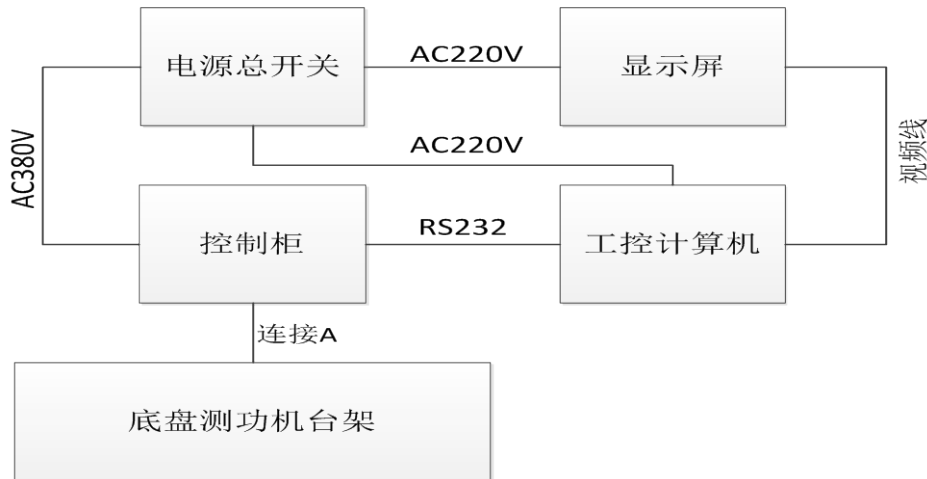 电源总开关
AC220V
显示屏
AC380V
AC220V
视频线
控制柜
RS232
工控计算机
连接A
底盘测功机台架